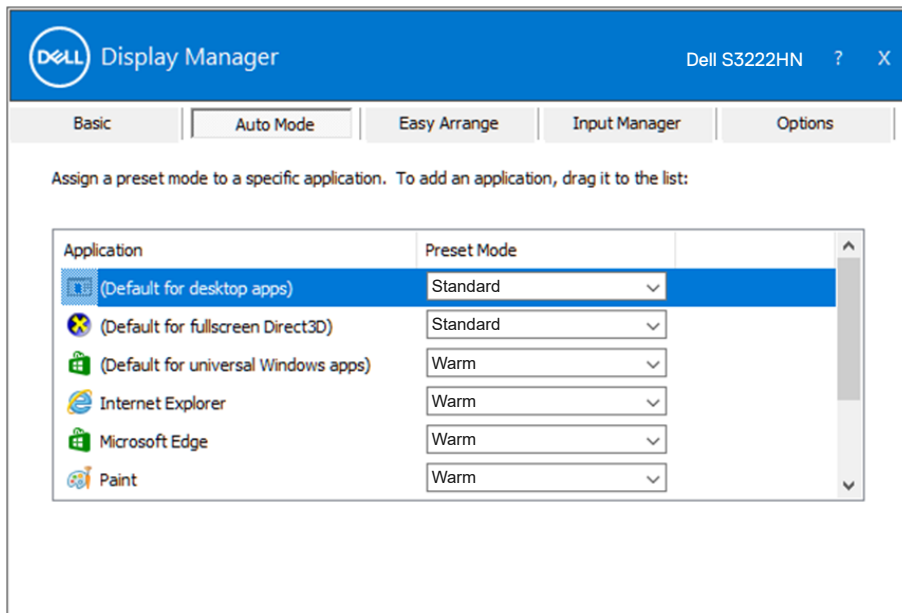 DELL Display Manager Dell S3222HN ? X
Basic Auto Mode Easy Arrange Input Manager Options
Assign a preset mode to a specific application. To add an application, drag it to the list:
Application Preset Mode
(Default for desktop apps) Standard
(Default for fullscreen Direct3D) Standard
(Default for universal Windows apps) Warm
Internet Explorer Warm
Microsoft Edge Warm
Paint Warm